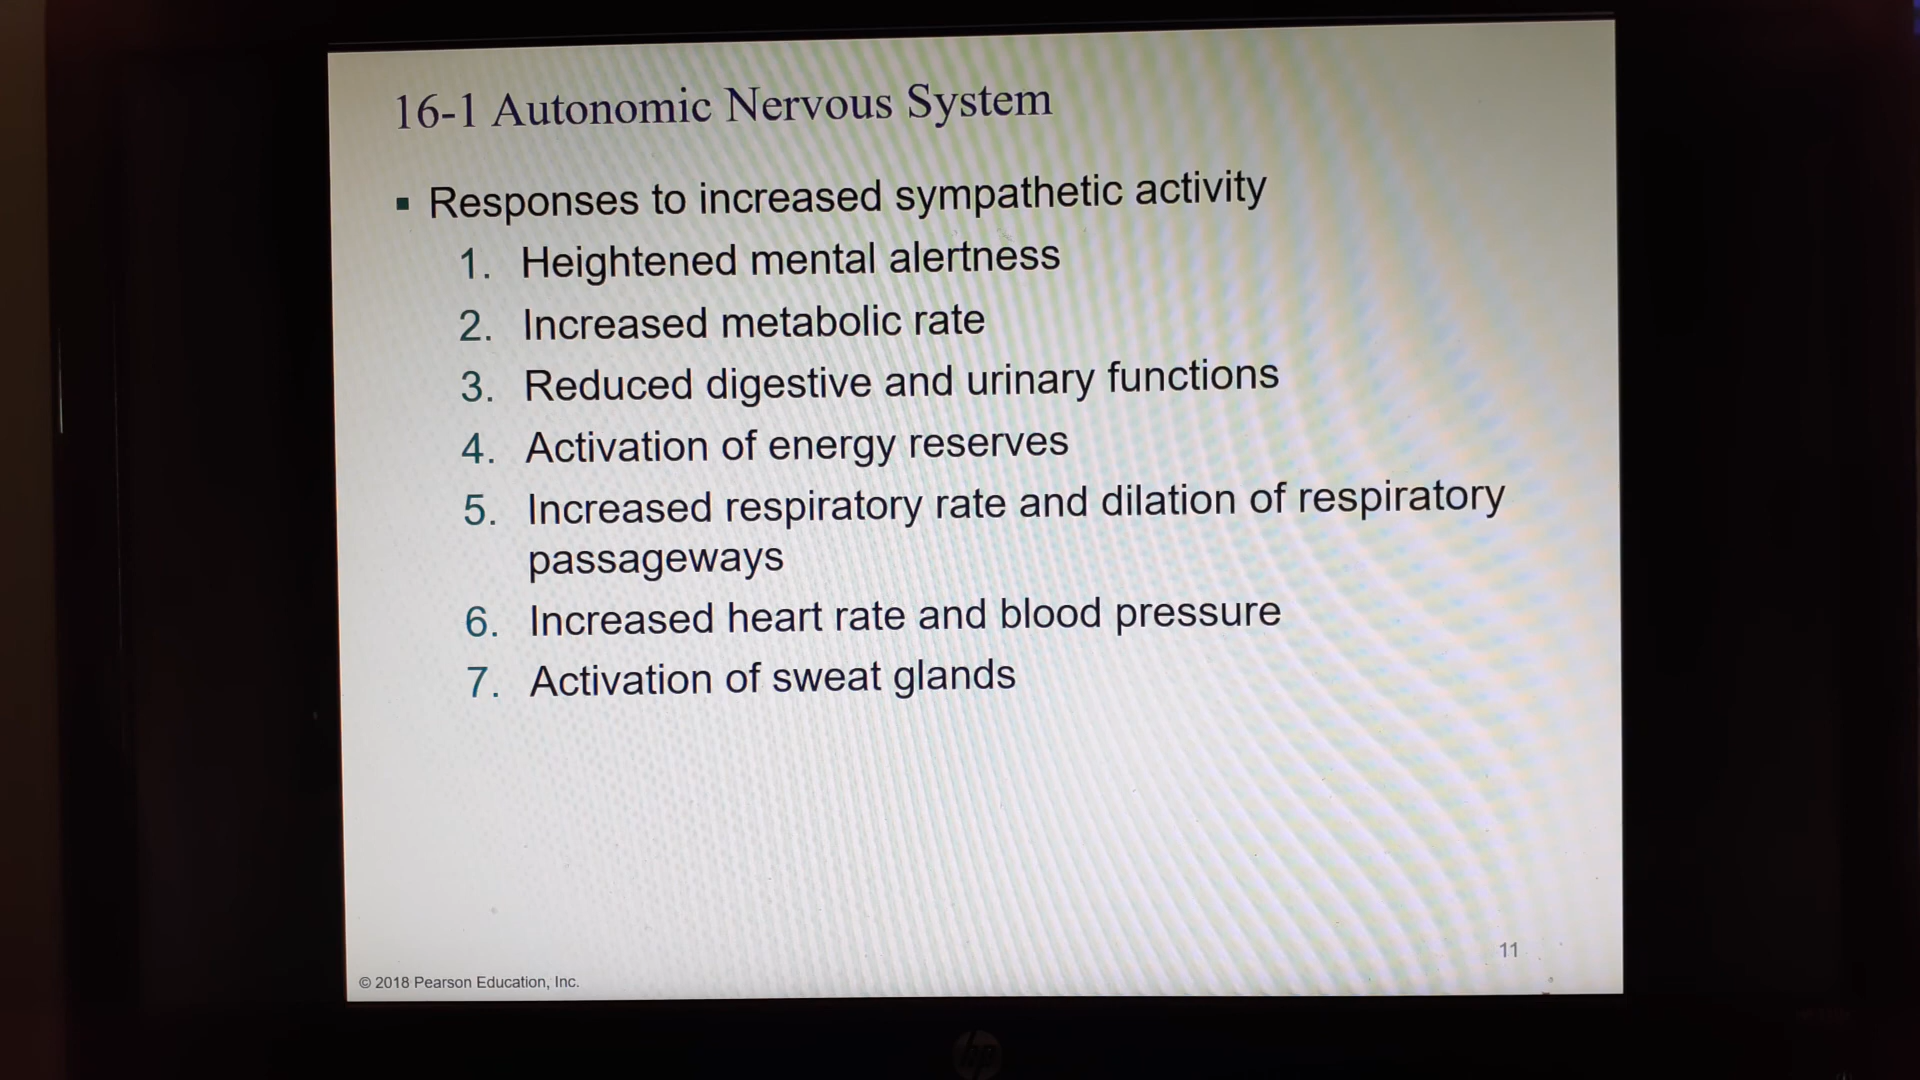 16-1 Autonomic Nervous System
▪ Responses to increased sympathetic activity
1. Heightened mental alertness
2. Increased metabolic rate
3. Reduced digestive and urinary functions
4. Activation of energy reserves
5. Increased respiratory rate and dilation of respiratory
passageways
6. Increased heart rate and blood pressure
7. Activation of sweat glands
11
© 2018 Pearson Education, Inc.
hp